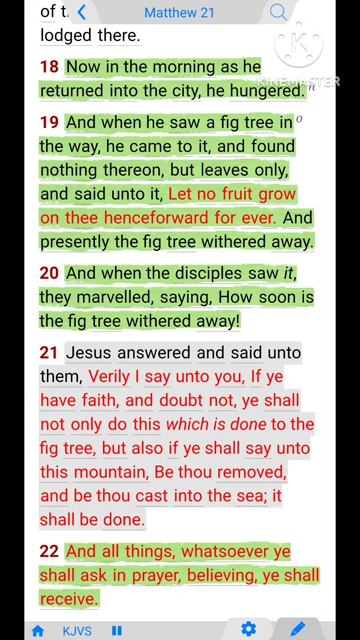 of t
Matthew 21
lodged there.
18 Now in the morning as he
returned into the city, he hungered.
KINEMASTER
19 And when he saw a fig tree in o
the way, he came to it, and found
nothing thereon, but leaves only,
and said unto it, Let no fruit grow
on thee henceforward for ever. And
presently the fig tree withered away.
20 And when the disciples saw it,
they marvelled, saying, How soon is
the fig tree withered away!
21 Jesus answered and said unto
them, Verily I say unto you, If ye
have faith, and doubt not, ye shall
not only do this which is done to the
fig tree, but also if ye shall say unto
this mountain, Be thou removed,
and be thou cast into the sea; it
shall be done.
22 And all things, whatsoever ye
shall ask in prayer, believing, ye shall
receive.
KJVS